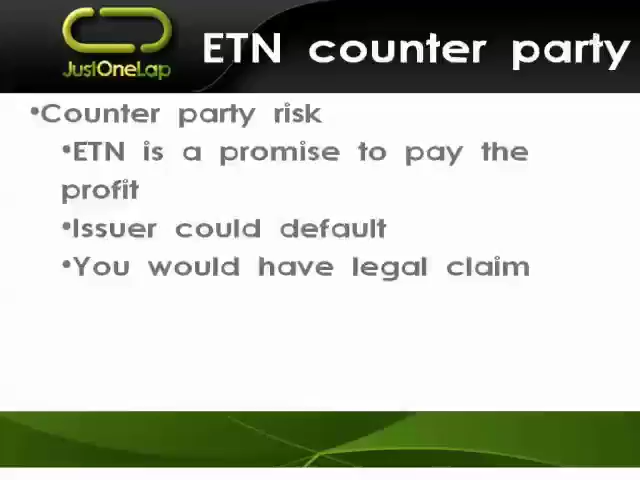 JustOneLap
ETN counter party
•Counter party risk
•ETN is a promise to pay the
profit
•Issuer could default
•You would have legal claim